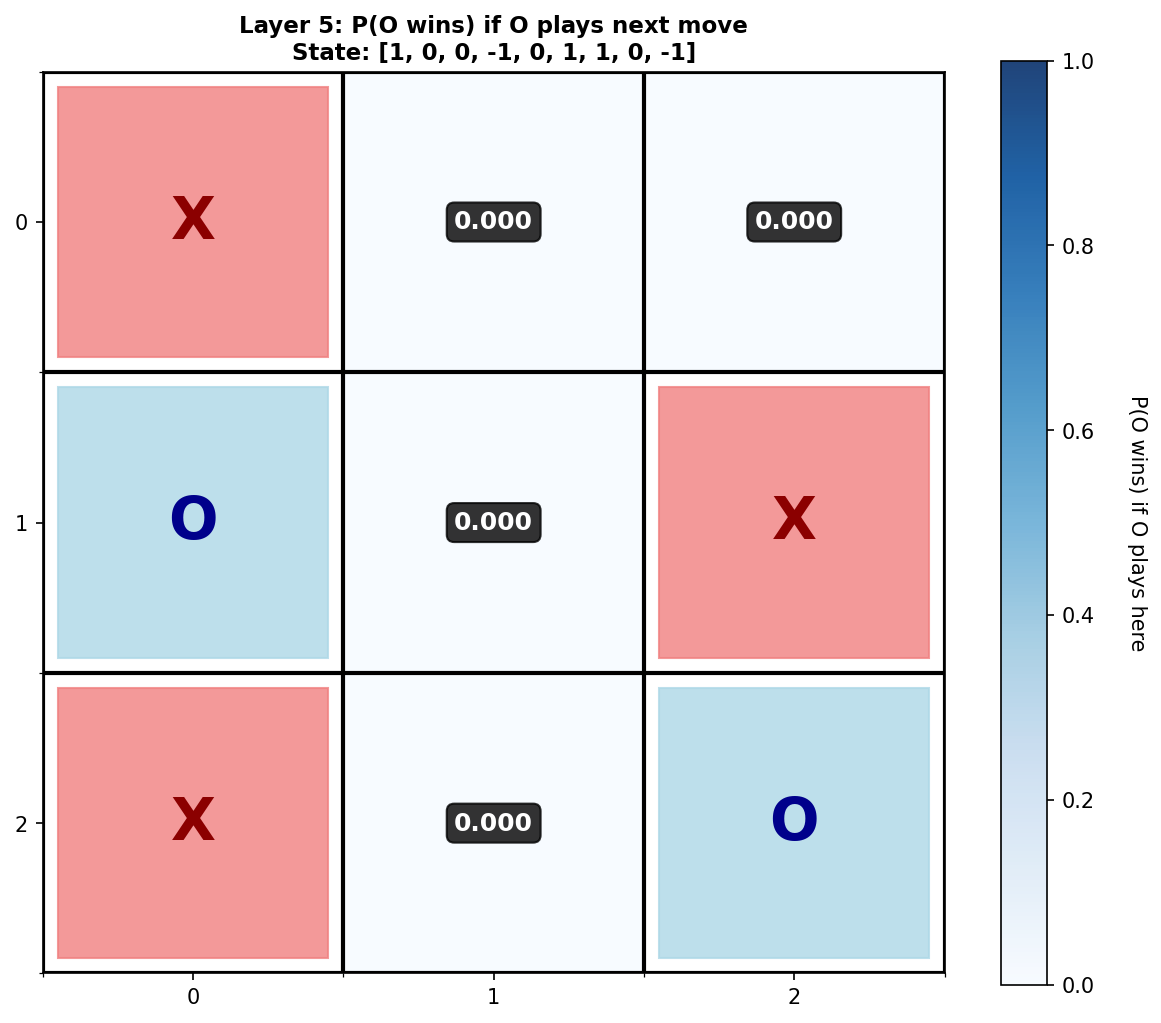 Layer 5: P(O wins) if O plays next move
State: [1, 0, 0, -1, 0, 1, 1, 0, -1]
X
0.000
0.000
O
0.000
X
X
0.000
O
0
1
2
0
1
2
1.0
0.8
0.6
0.4
0.2
0.0
P(O wins) if O plays here